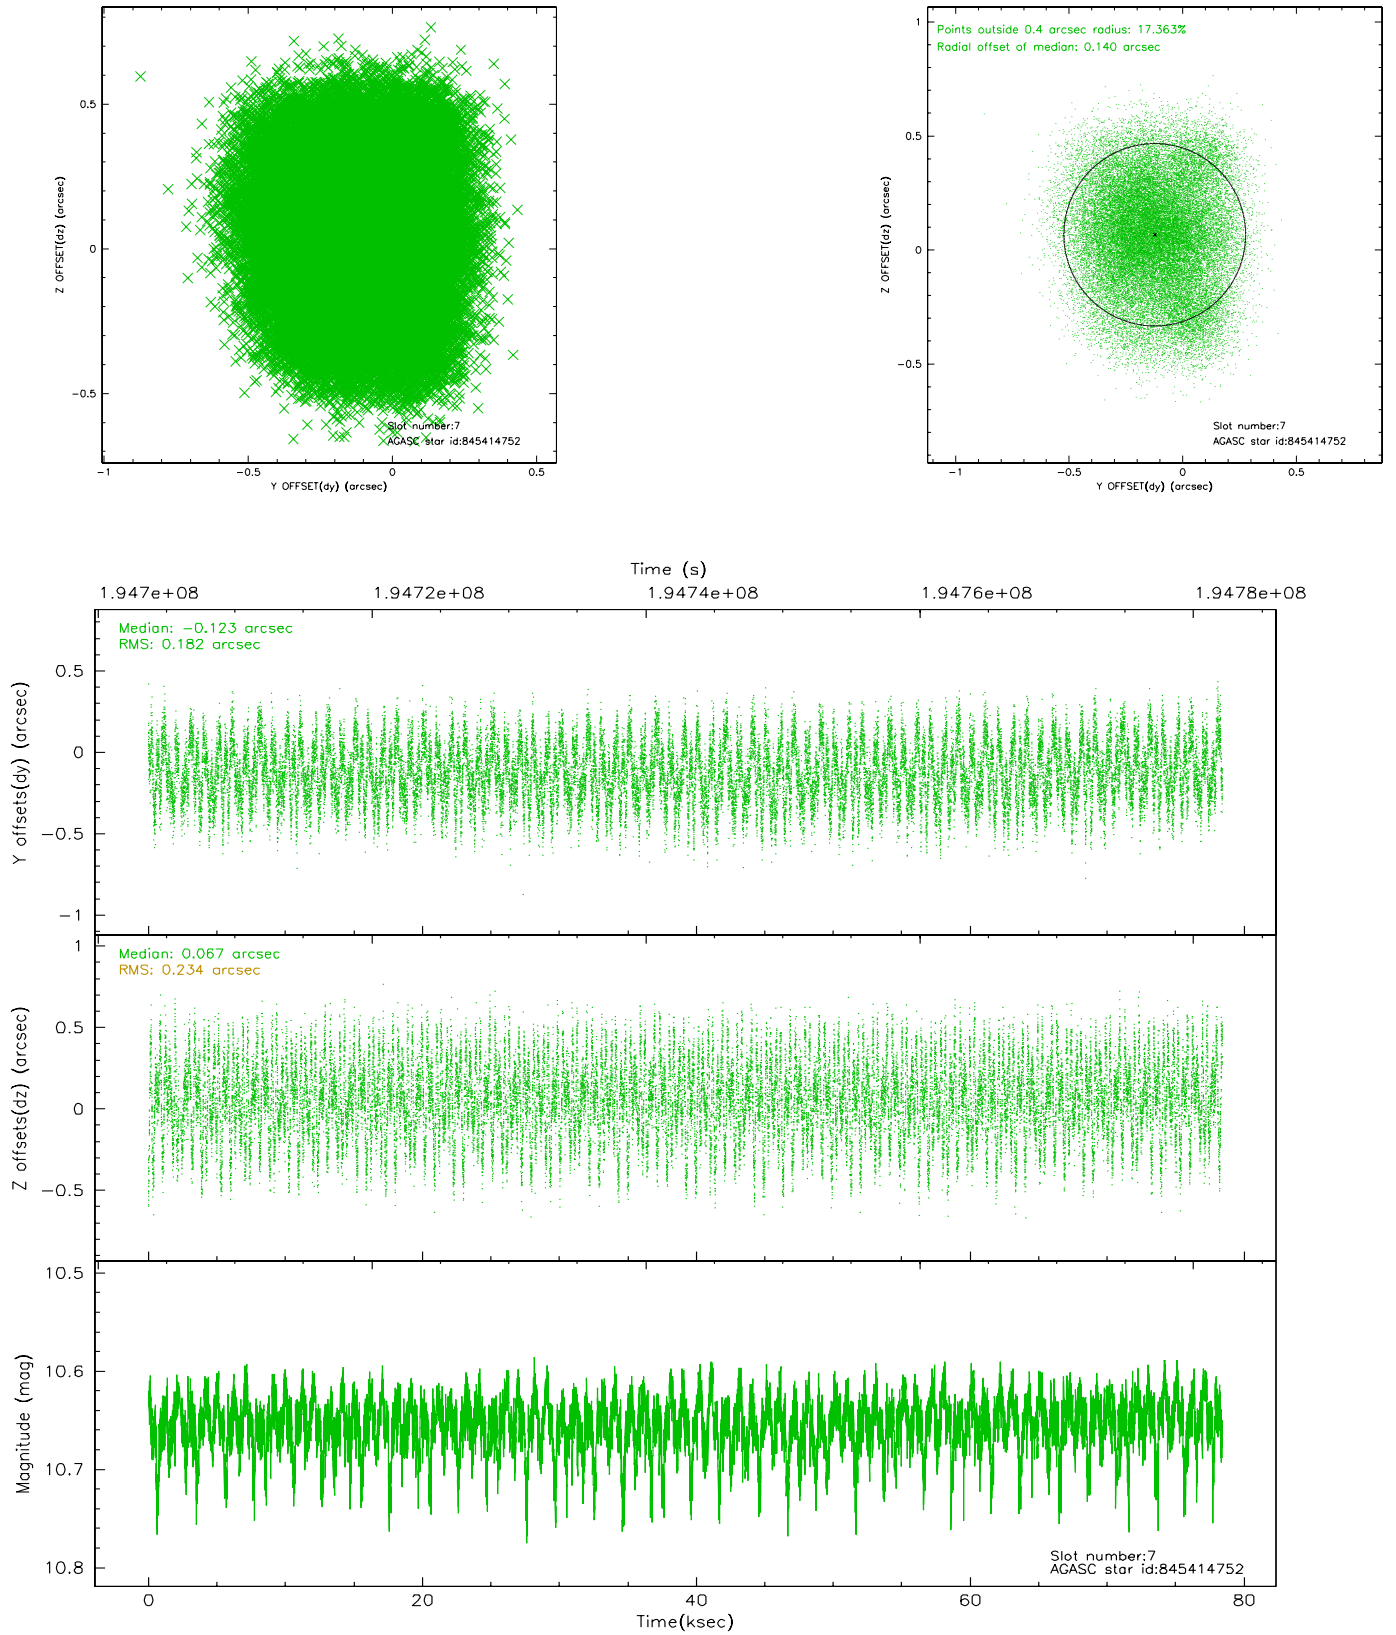 0.5
0
-0.5
Z OFFSET(dz) (arcsec)
Slot number:7
AGASC star id:845414752
-1
-0.5
0
0.5
Y OFFSET(dy) (arcsec)
Points outside 0.4 arcsec radius: 17.363%
Radial offset of median: 0.140 arcsec
1
0.5
0
-0.5
Z OFFSET(dz) (arcsec)
Slot number:7
AGASC star id:845414752
-1
-0.5
0
0.5
Y OFFSET(dy) (arcsec)
Time (s)
1.947e+08
1.9472e+08
1.9474e+08
1.9476e+08
1.9478e+08
Median: -0.123 arcsec
RMS: 0.182 arcsec
0.5
0
-0.5
-1
Y offsets(dy) (arcsec)
Median: 0.067 arcsec
RMS: 0.234 arcsec
1
0.5
0
-0.5
Z offsets(dz) (arcsec)
10.5
10.6
10.7
10.8
Magnitude (mag)
Slot number:7
AGASC star id:845414752
0
20
40
60
80
Time(ksec)